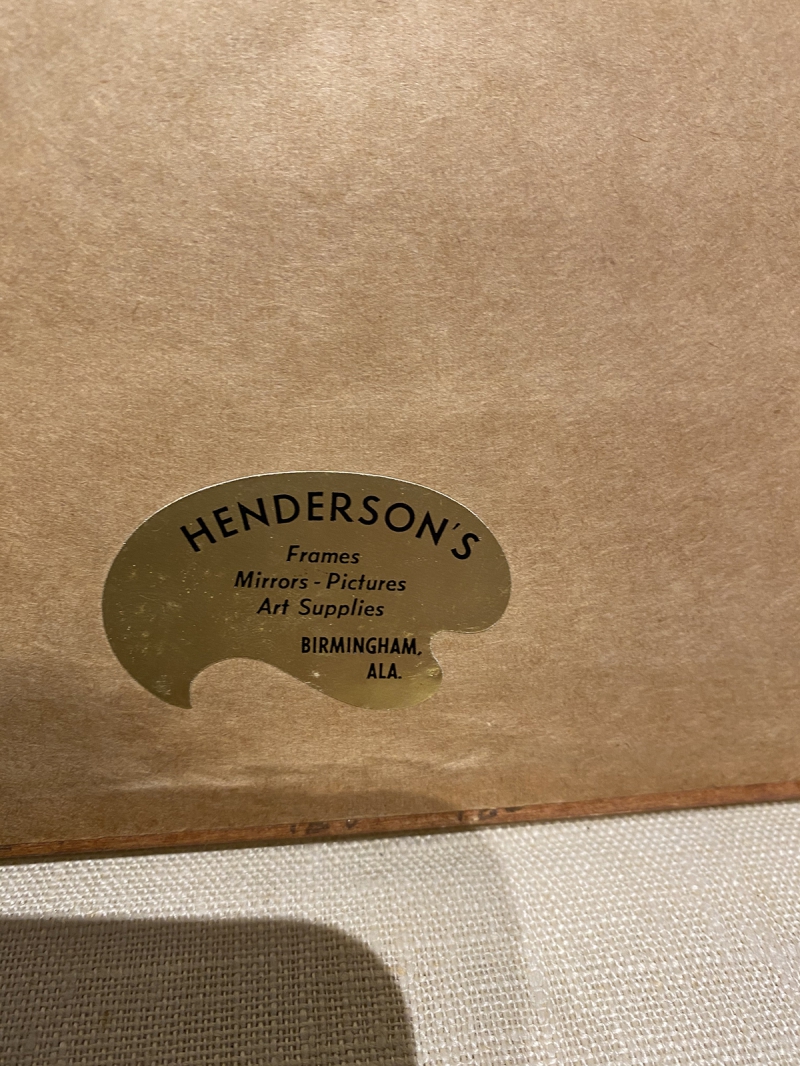 HENDERSON'S
Frames
Mirrors - Pictures
Art Supplies
BIRMINGHAM,
ALA.